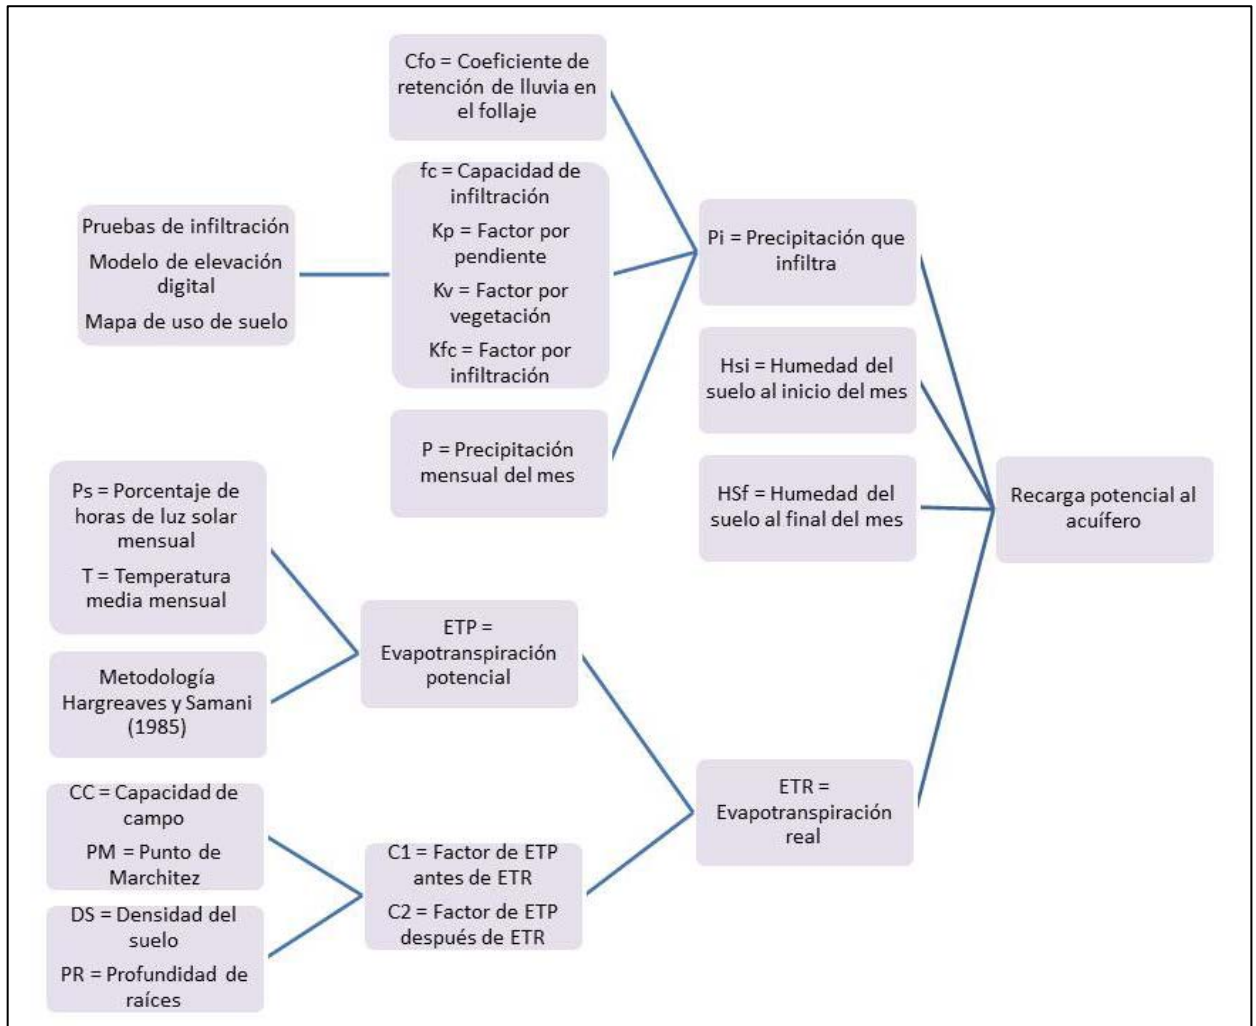 Cfo = Coeficiente de
retención de lluvia en
el follaje
fc = Capacidad de
infiltración
Kp = Factor por
pendiente
Kv = Factor por
vegetación
Kfc = Factor por
infiltración
Pruebas de infiltración
Modelo de elevación
digital
Mapa de uso de suelo
P = Precipitación
mensual del mes
Pi = Precipitación que
infiltra
Hsi = Humedad del
suelo al inicio del mes
HSf = Humedad del
suelo al final del mes
Recarga potencial al
acuífero
Ps = Porcentaje de
horas de luz solar
mensual
T = Temperatura
media mensual
Metodología
Hargreaves y Samani
(1985)
ETP =
Evapotranspiración
potencial
CC = Capacidad de
campo
PM = Punto de
Marchitez
DS = Densidad del
suelo
PR = Profundidad de
raíces
C1 = Factor de ETP
antes de ETR
C2 = Factor de ETP
después de ETR
ETR =
Evapotranspiración
real